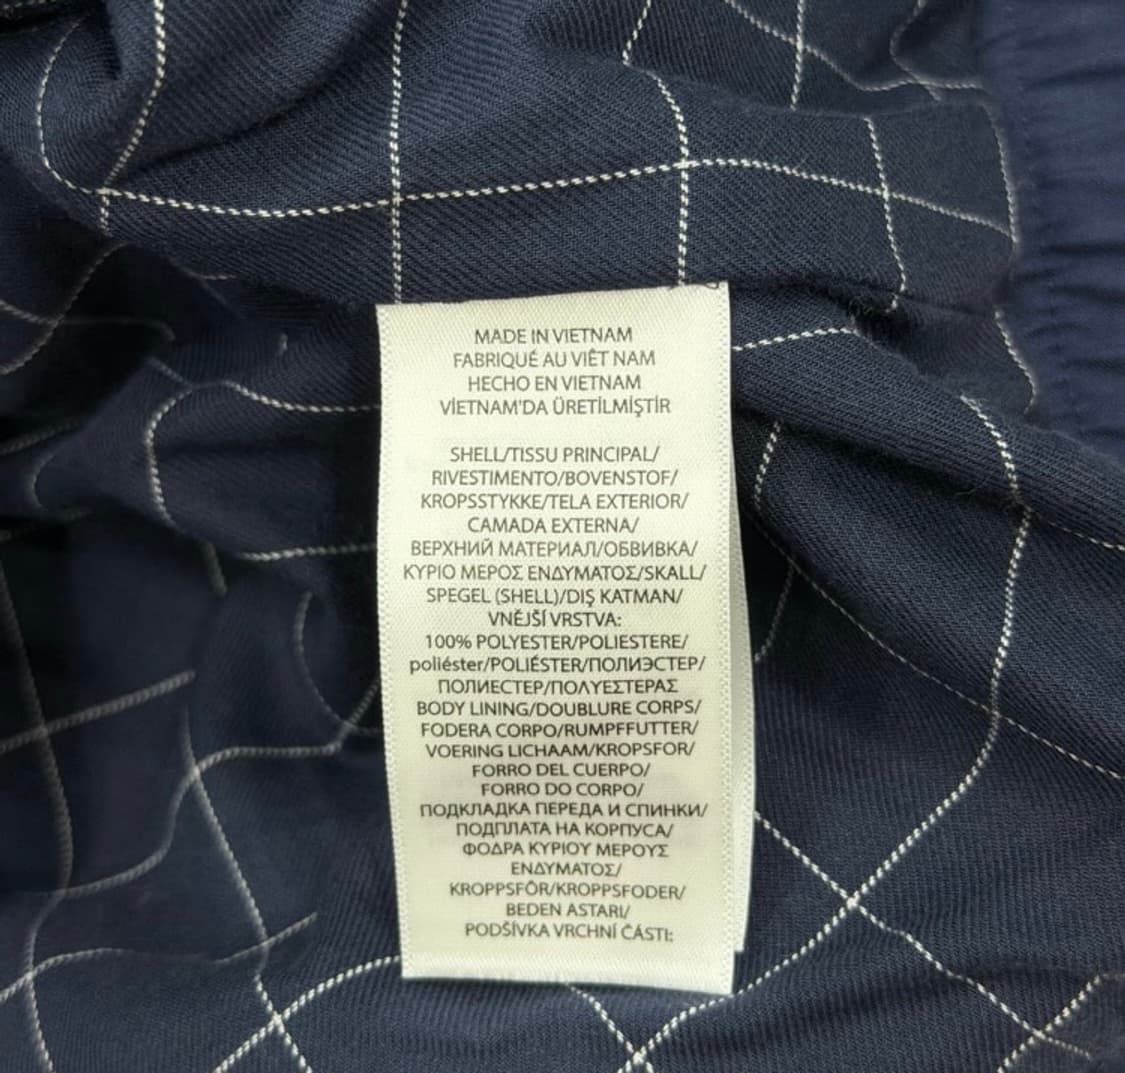 MADE IN VIETNAM
FABRIQUÉ AU VIÊT NAM
HECHO EN VIETNAM
VİETNAM'DA ÜRETİLMİŞTİR
SHELL/TISSU PRINCIPAL/
RIVESTIMENTO/BOVENSTOF/
KROPSSTYKKE/TELA EXTERIOR/
CAMADA EXTERNA/
ВЕРХНИЙ МАТЕРИАЛ/ОБВИВКА/
ΚΥΡΙΟ ΜΕΡΟΣ ΕΝΔΥΜΑΤΟΣ/SKALL/
SPEGEL (SHELL)/DIŞ KATMAN/
VNĚJŠÍ VRSTVA:
100% POLYESTER/POLIESTERE/
poliéster/POLIÉSTER/ПОЛИЭСТЕР/
ПОЛИЕСТЕР/ΠΟΛΥΕΣΤΕΡΑΣ
BODY LINING/DOUBLURE CORPS/
FODERA CORPO/RUMPFFUTTER/
VOERING LICHAAM/KROPSFOR/
FORRO DEL CUERPO/
FORRO DO CORPO/
ПОДКЛАДКА ПЕРЕДА И СПИНКИ/
ПОДПЛАТА НА КОРПУСА/
ΦΟΔΡΑ ΚΥΡΙΟΥ ΜΕΡΟΥΣ
ΕΝΔΥΜΑΤΟΣ/
KROPPSFÔR/KROPPSFODER/
BEDEN ASTARI/
PODŠÍVKA VRCHNÍ ČÁSTI: